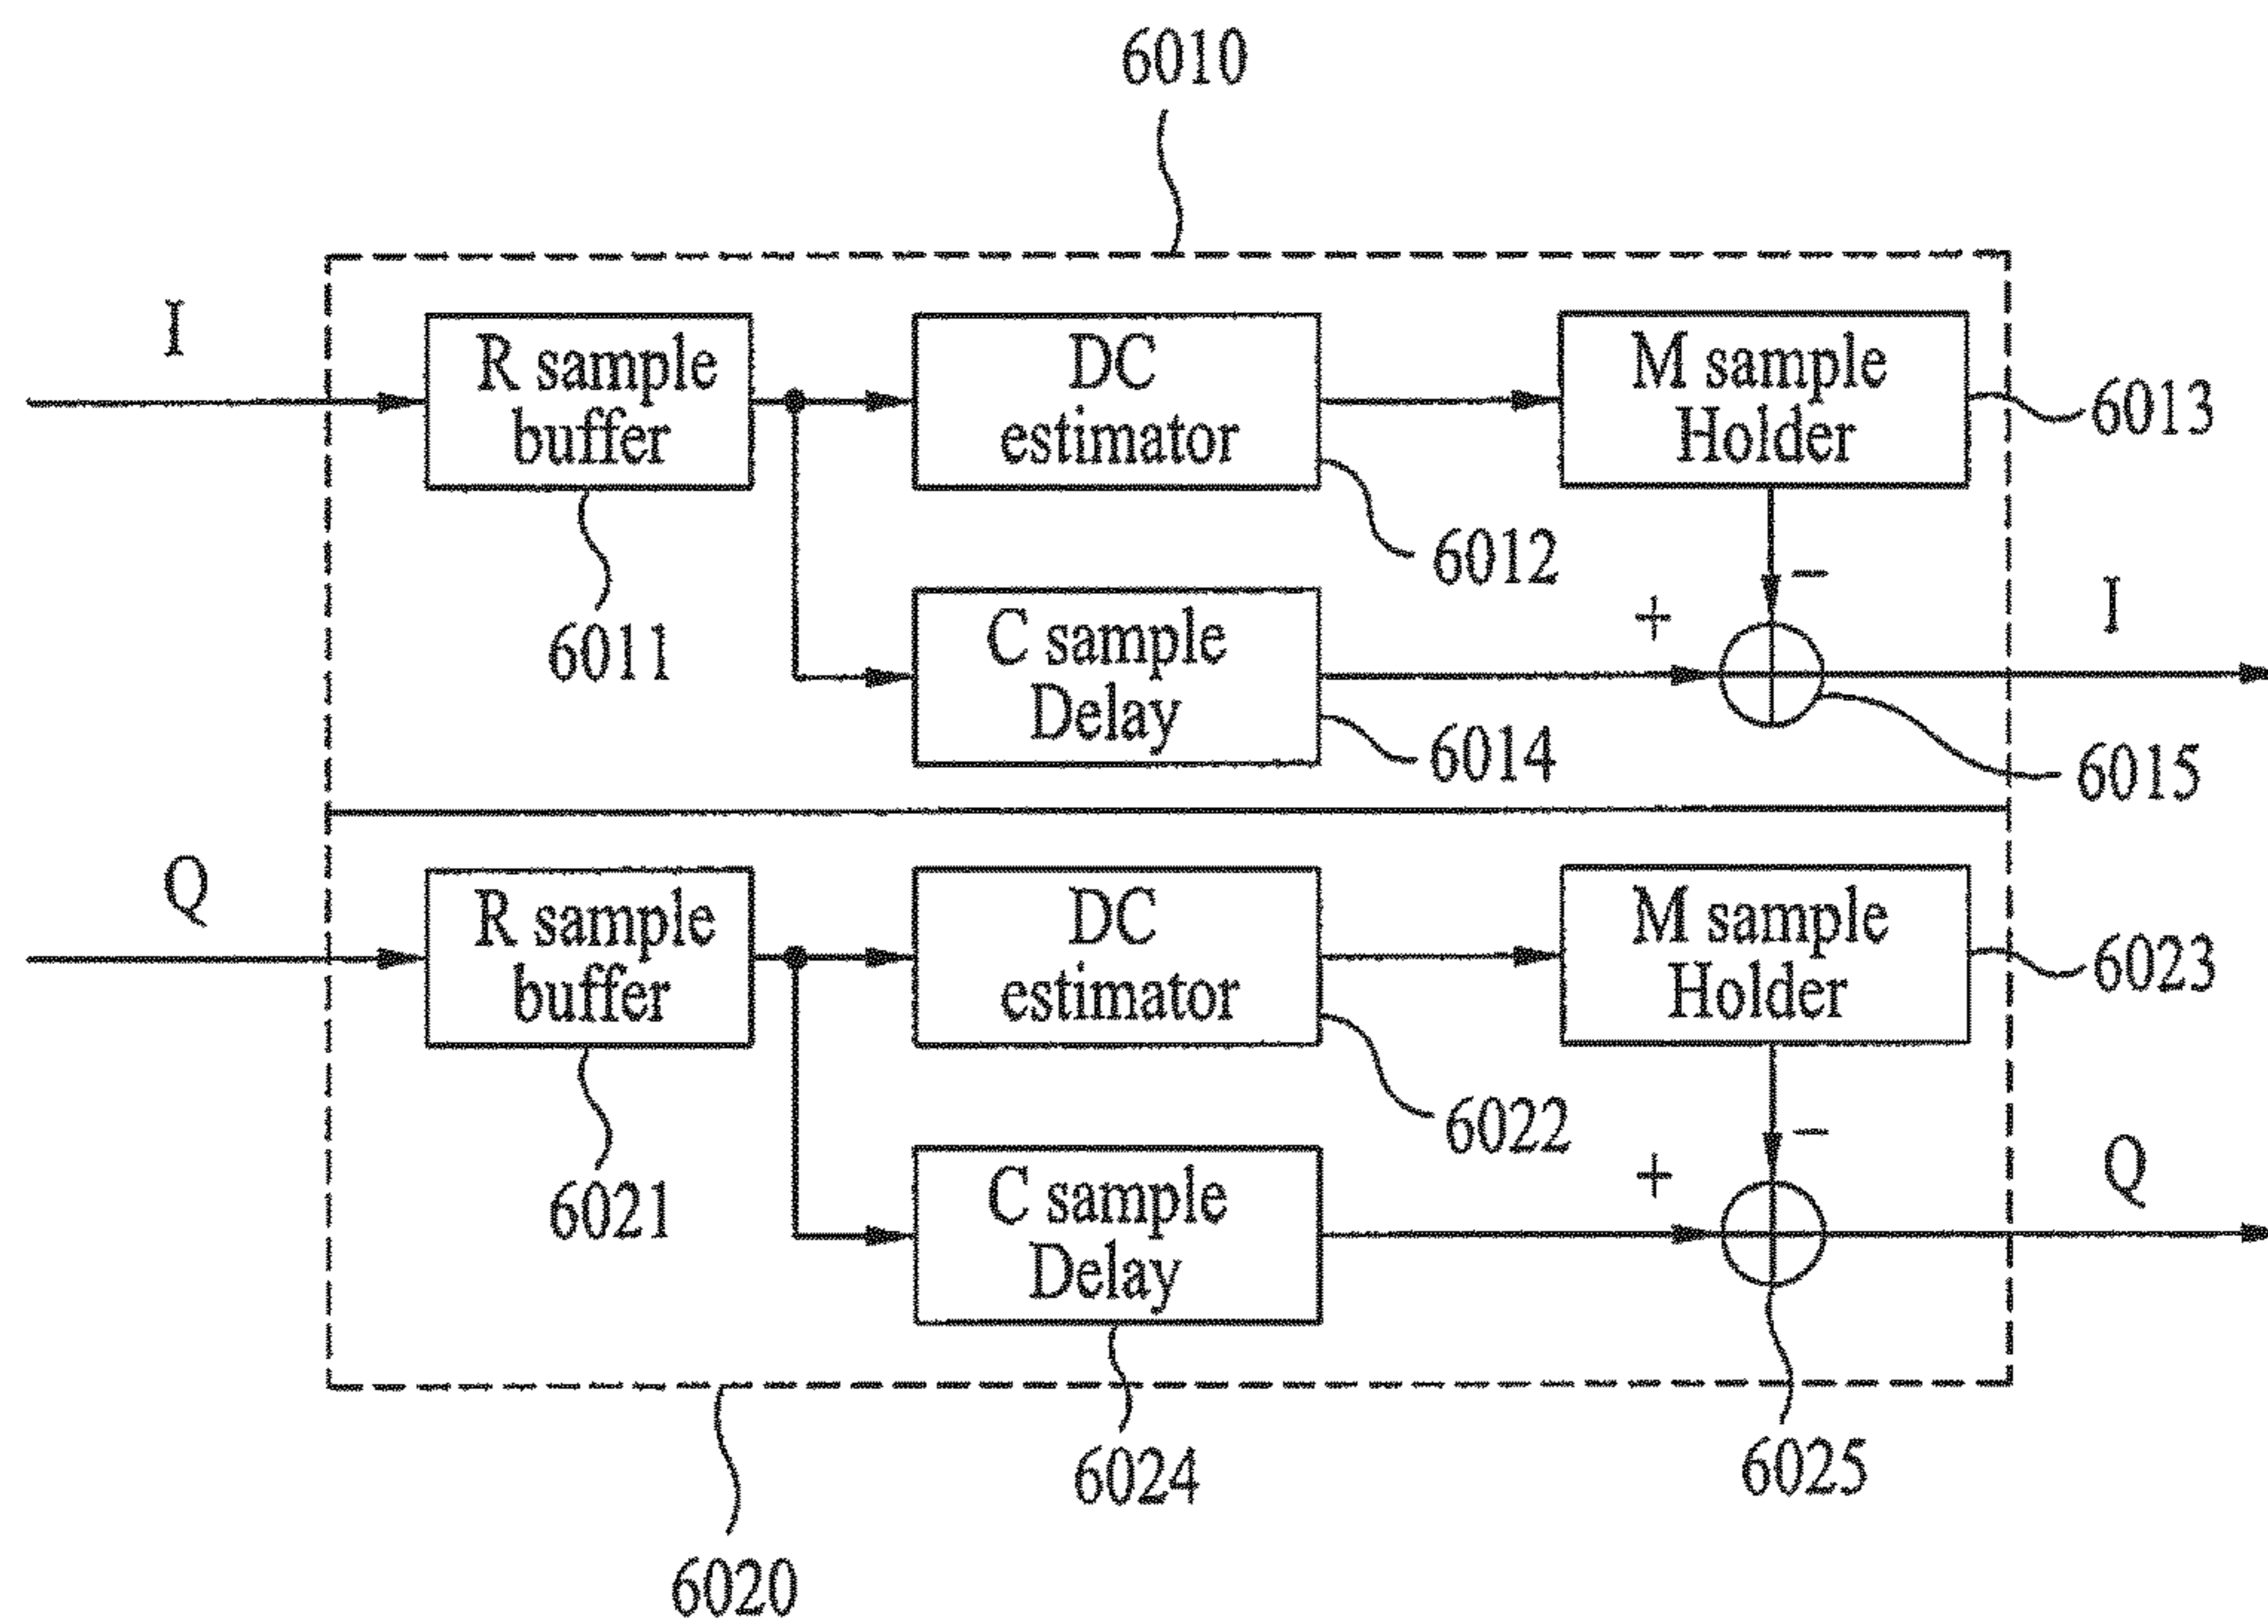 6010
I
R sample
buffer
DC
estimator
M sample
Holder
6013
6011
6012
C sample
Delay
6014
−
+
I
6015
Q
R sample
buffer
DC
estimator
M sample
Holder
6023
6021
6022
C sample
Delay
−
+
Q
6024
6025
6020